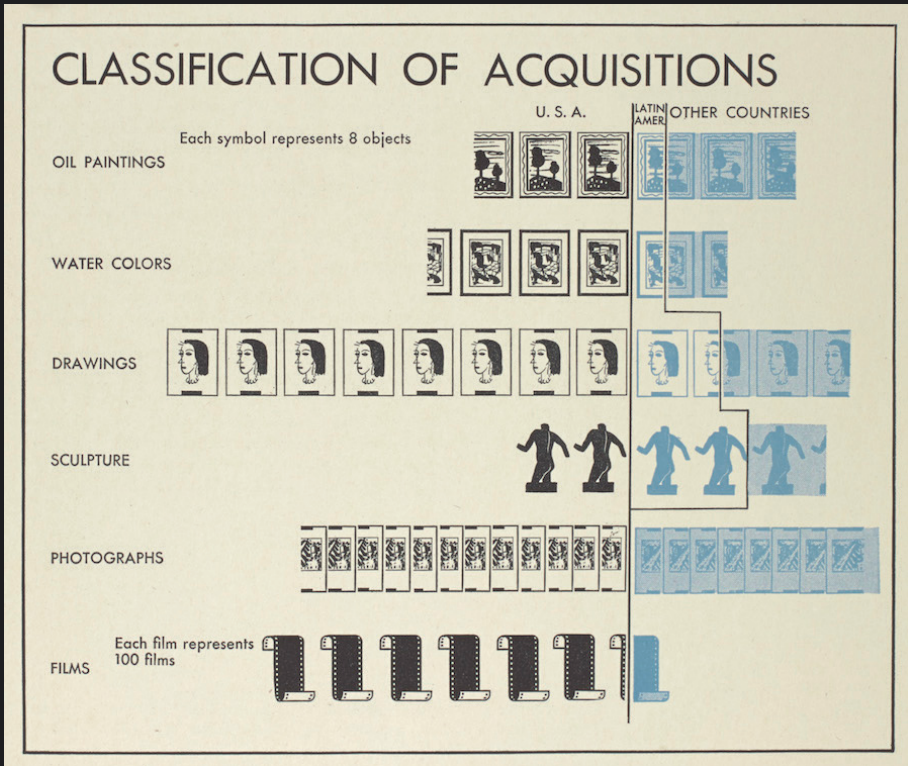 CLASSIFICATION OF ACQUISITIONS
U. S. A.
LATIN
AMER.
OTHER COUNTRIES
Each symbol represents 8 objects
OIL PAINTINGS
WATER COLORS
DRAWINGS
SCULPTURE
PHOTOGRAPHS
Each film represents
100 films
FILMS